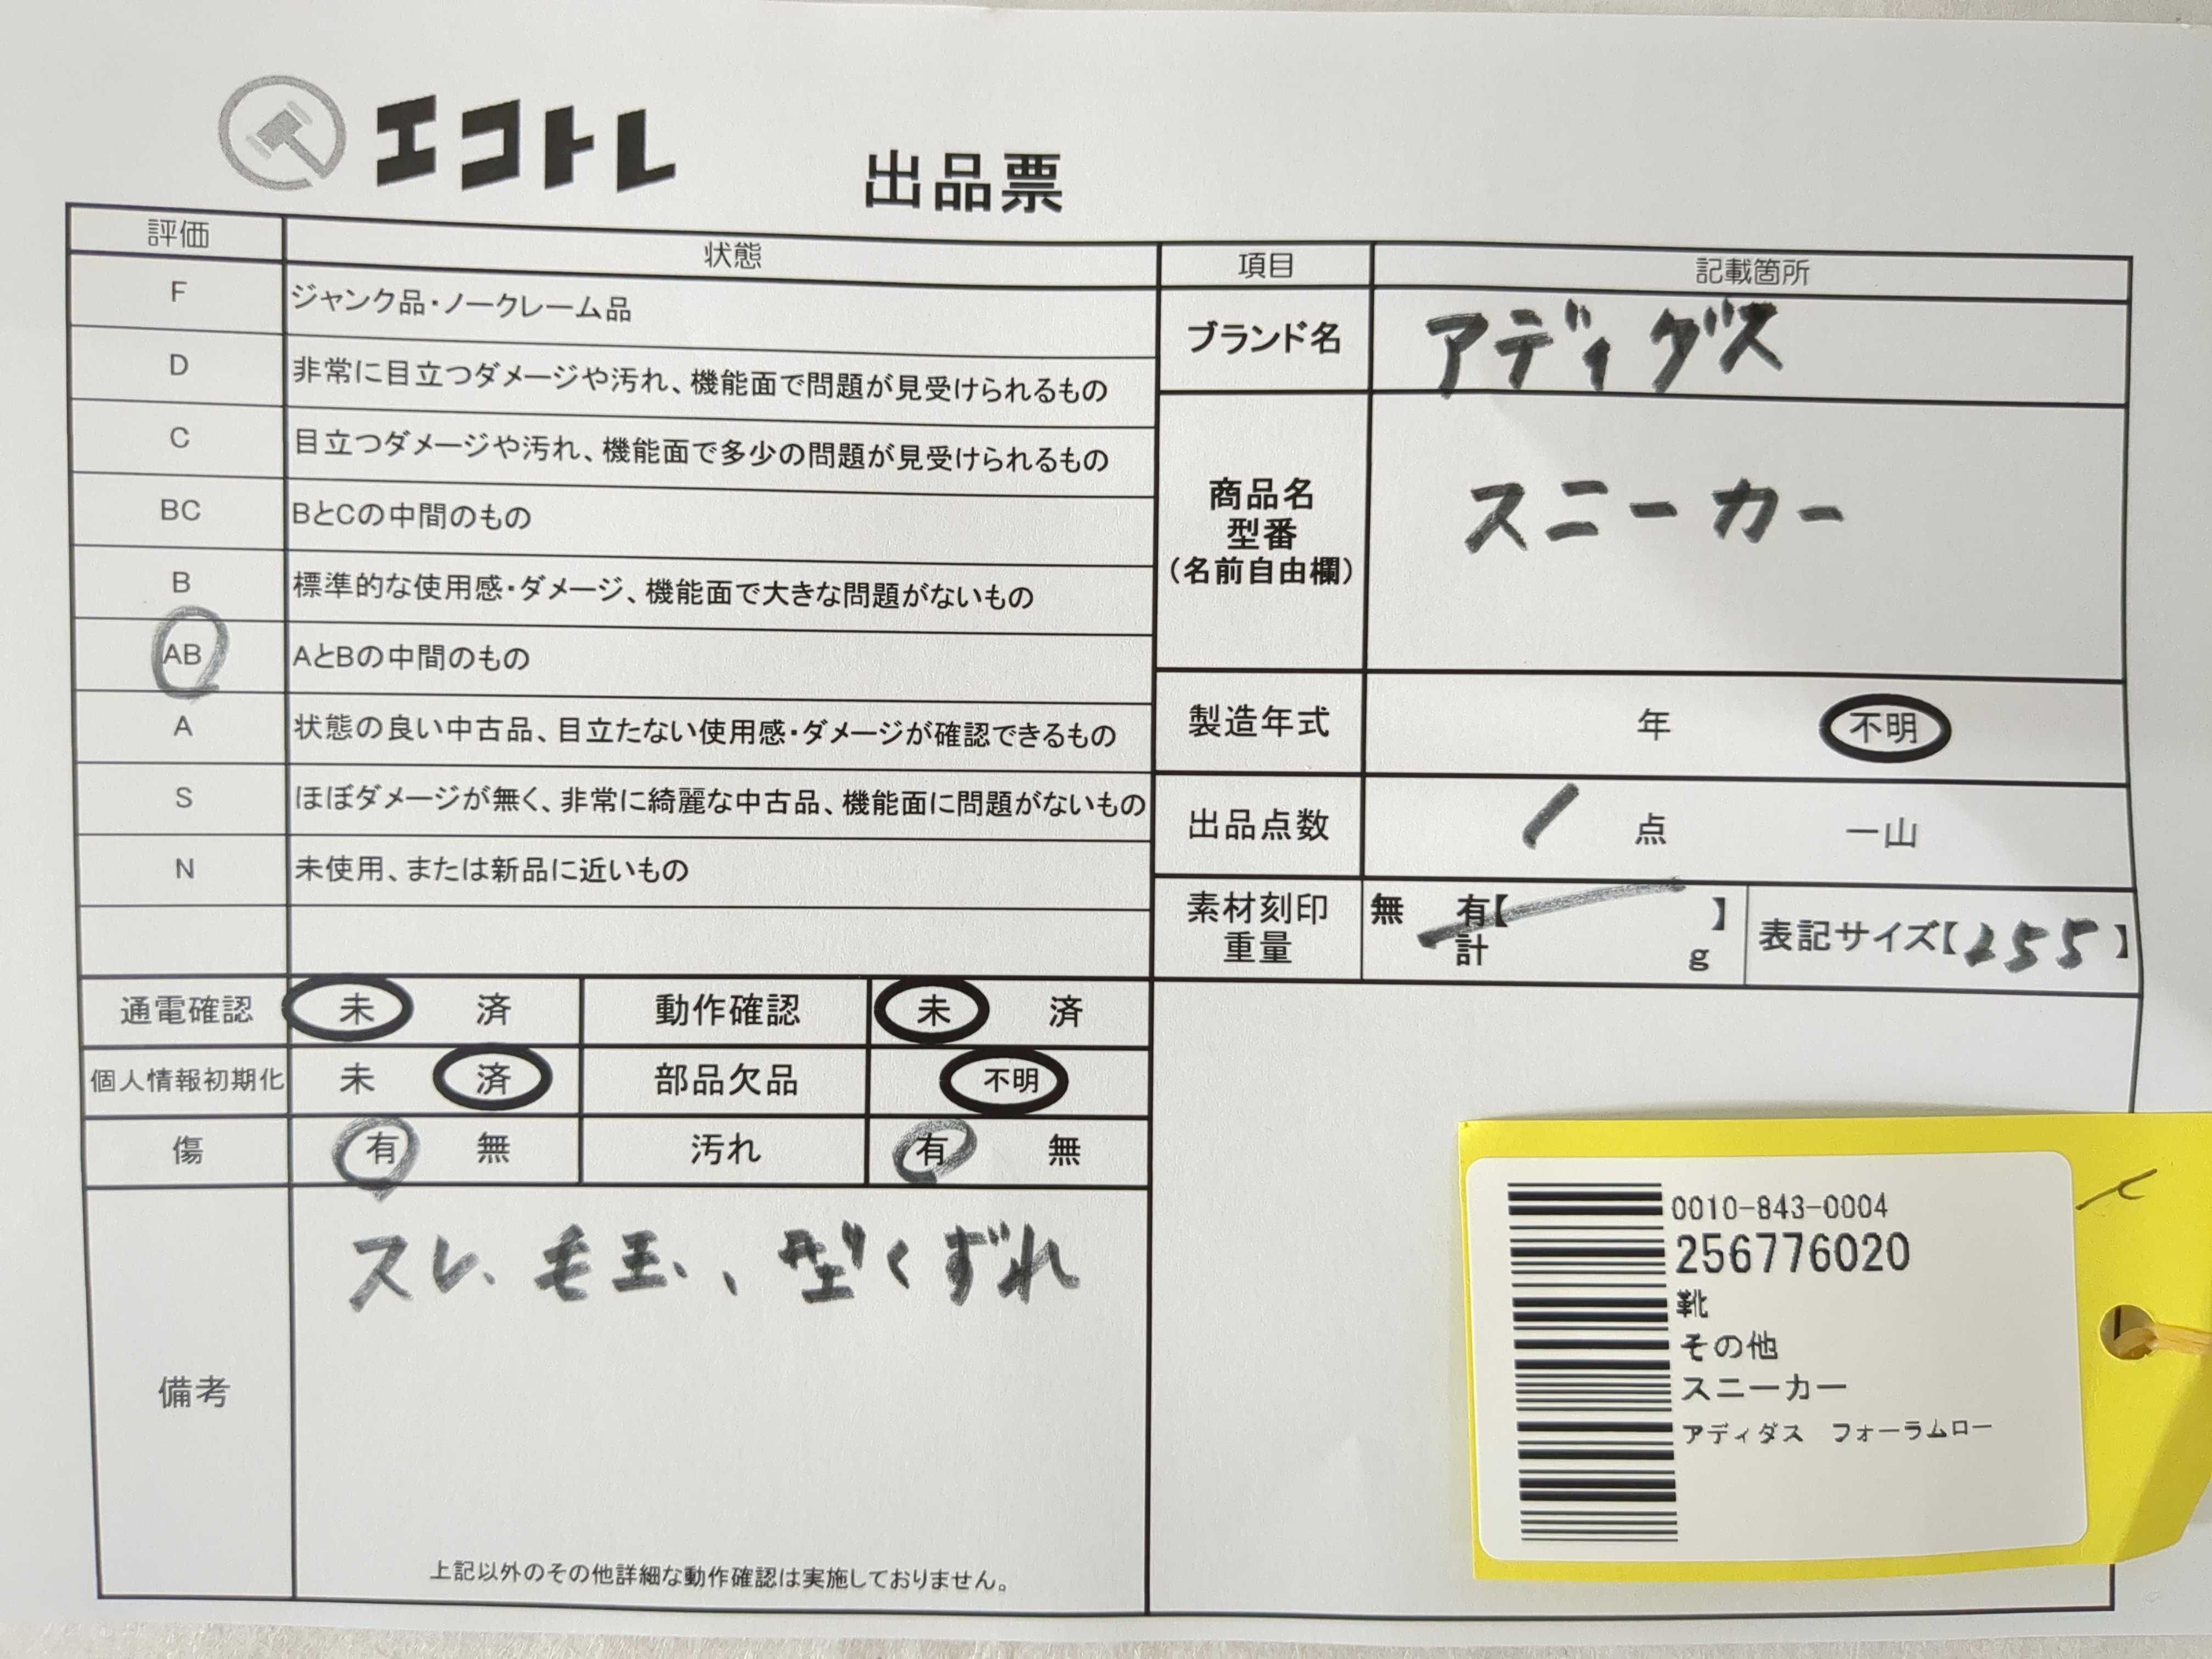 エコトレ 出品票
評価 状態
F ジャンク品・ノークレーム品
D 非常に目立つダメージや汚れ、機能面で問題が見受けられるもの
C 目立つダメージや汚れ、機能面で多少の問題が見受けられるもの
BC BとCの中間のもの
B 標準的な使用感・ダメージ、機能面で大きな問題がないもの
AB AとBの中間のもの
A 状態の良い中古品、目立たない使用感・ダメージが確認できるもの
S ほぼダメージが無く、非常に綺麗な中古品、機能面に問題がないもの
N 未使用、または新品に近いもの
通電確認 未 済 動作確認 未 済
個人情報初期化 未 済 部品欠品 不明
傷 有 無 汚れ 有 無
備考 スレ、毛玉、型くずれ
上記以外のその他詳細な動作確認は実施しておりません。
項目 記載箇所
ブランド名 アディダス
商品名
型番
(名前自由欄)
スニーカー
製造年式 年 不明
出品点数 1 点 一山
素材刻印 無 有【 】
重量 計 g
表記サイズ【255】
0010-843-0004
256776020
靴
その他
スニーカー
アディダス フォーラムロー